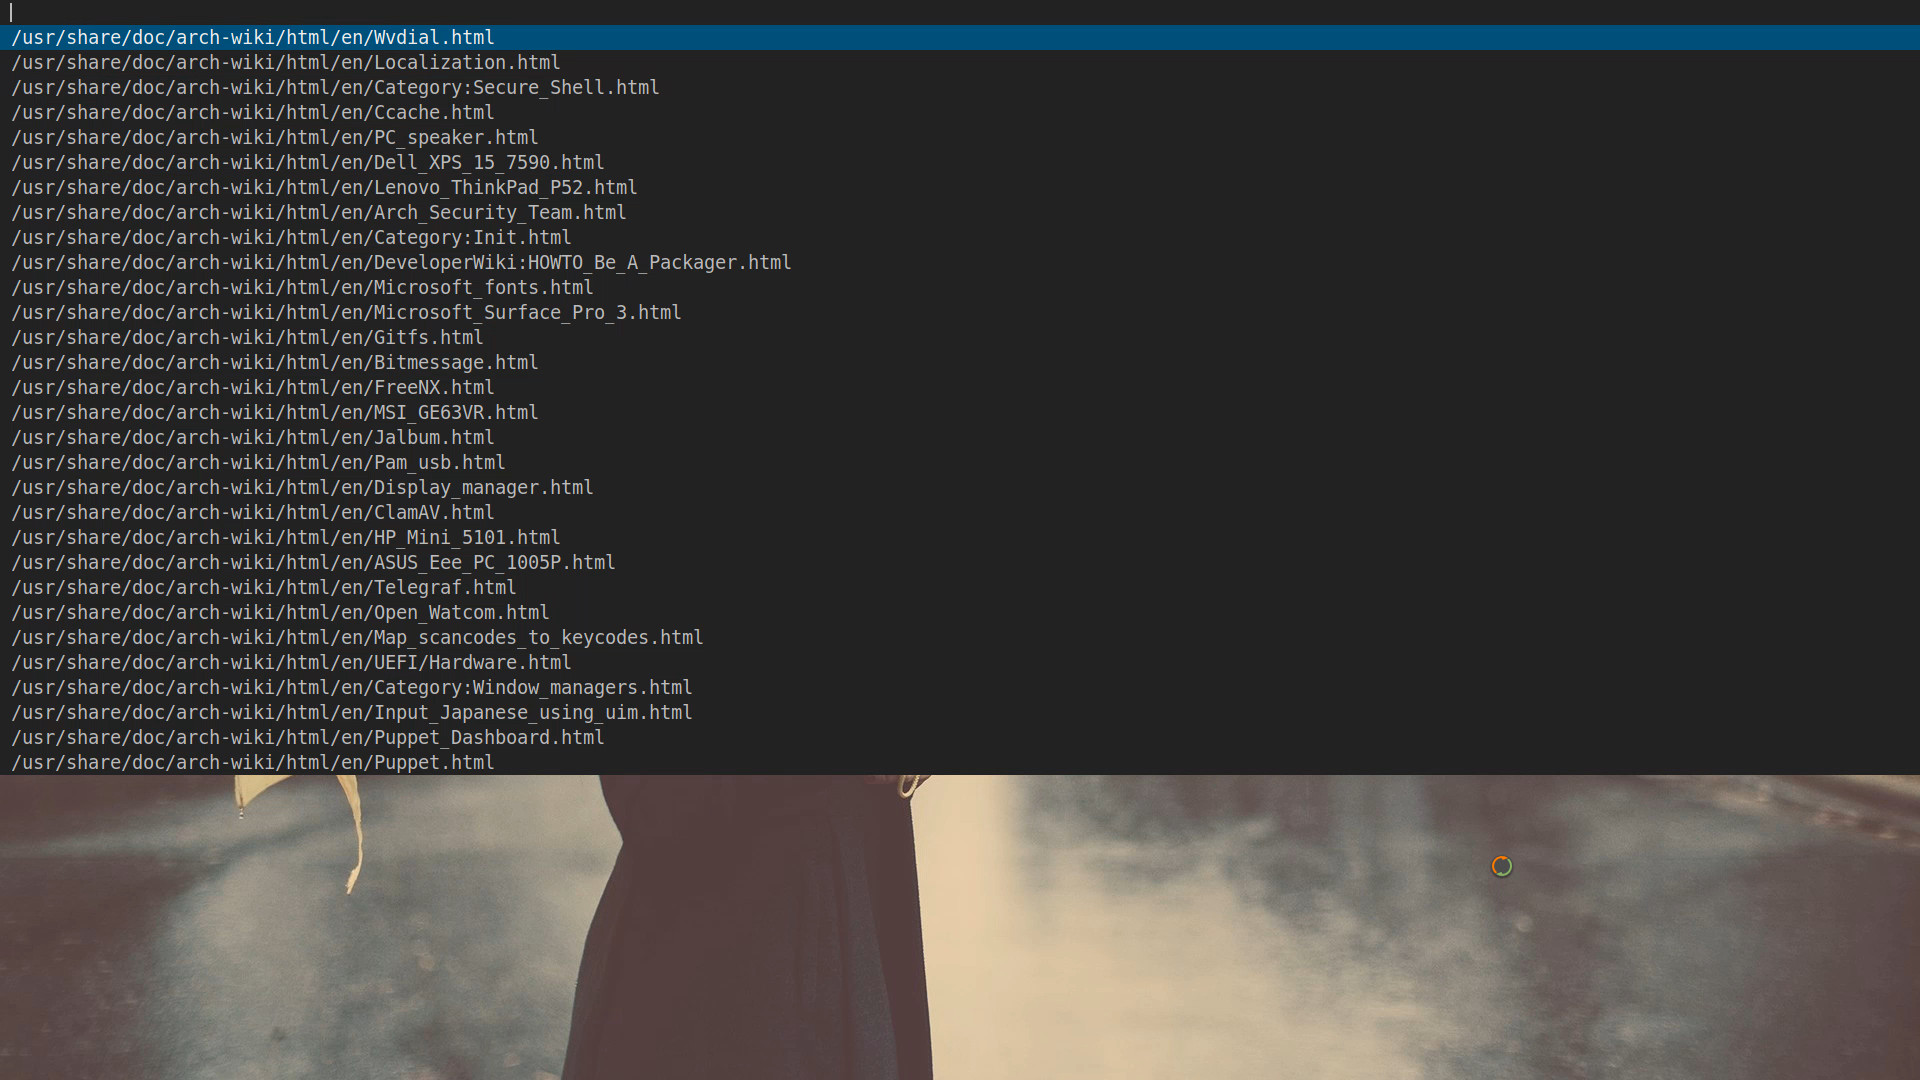 /usr/share/doc/arch-wiki/html/en/Wvdial.html
/usr/share/doc/arch-wiki/html/en/Localization.html
/usr/share/doc/arch-wiki/html/en/Category:Secure_Shell.html
/usr/share/doc/arch-wiki/html/en/Ccache.html
/usr/share/doc/arch-wiki/html/en/PC_speaker.html
/usr/share/doc/arch-wiki/html/en/Dell_XPS_15_7590.html
/usr/share/doc/arch-wiki/html/en/Lenovo_ThinkPad_P52.html
/usr/share/doc/arch-wiki/html/en/Arch_Security_Team.html
/usr/share/doc/arch-wiki/html/en/Category:Init.html
/usr/share/doc/arch-wiki/html/en/DeveloperWiki:HOWTO_Be_A_Packager.html
/usr/share/doc/arch-wiki/html/en/Microsoft_fonts.html
/usr/share/doc/arch-wiki/html/en/Microsoft_Surface_Pro_3.html
/usr/share/doc/arch-wiki/html/en/Gitfs.html
/usr/share/doc/arch-wiki/html/en/Bitmessage.html
/usr/share/doc/arch-wiki/html/en/FreeNX.html
/usr/share/doc/arch-wiki/html/en/MSI_GE63VR.html
/usr/share/doc/arch-wiki/html/en/Jalbum.html
/usr/share/doc/arch-wiki/html/en/Pam_usb.html
/usr/share/doc/arch-wiki/html/en/Display_manager.html
/usr/share/doc/arch-wiki/html/en/ClamAV.html
/usr/share/doc/arch-wiki/html/en/HP_Mini_5101.html
/usr/share/doc/arch-wiki/html/en/ASUS_Eee_PC_1005P.html
/usr/share/doc/arch-wiki/html/en/Telegraf.html
/usr/share/doc/arch-wiki/html/en/Open_Watcom.html
/usr/share/doc/arch-wiki/html/en/Map_scancodes_to_keycodes.html
/usr/share/doc/arch-wiki/html/en/UEFI/Hardware.html
/usr/share/doc/arch-wiki/html/en/Category:Window_managers.html
/usr/share/doc/arch-wiki/html/en/Input_Japanese_using_uim.html
/usr/share/doc/arch-wiki/html/en/Puppet_Dashboard.html
/usr/share/doc/arch-wiki/html/en/Puppet.html